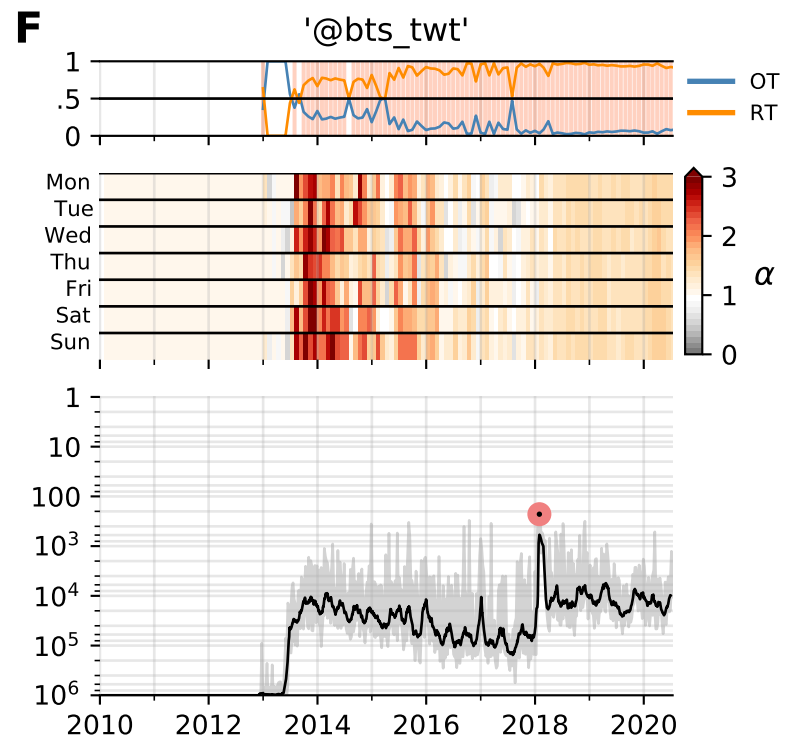 F
'@bts_twt'
1
.5
0
OT
RT
Mon
Tue
Wed
Thu
Fri
Sat
Sun
3
2
1
0
α
1
10
100
10³
10⁴
10⁵
10⁶
2010 2012 2014 2016 2018 2020